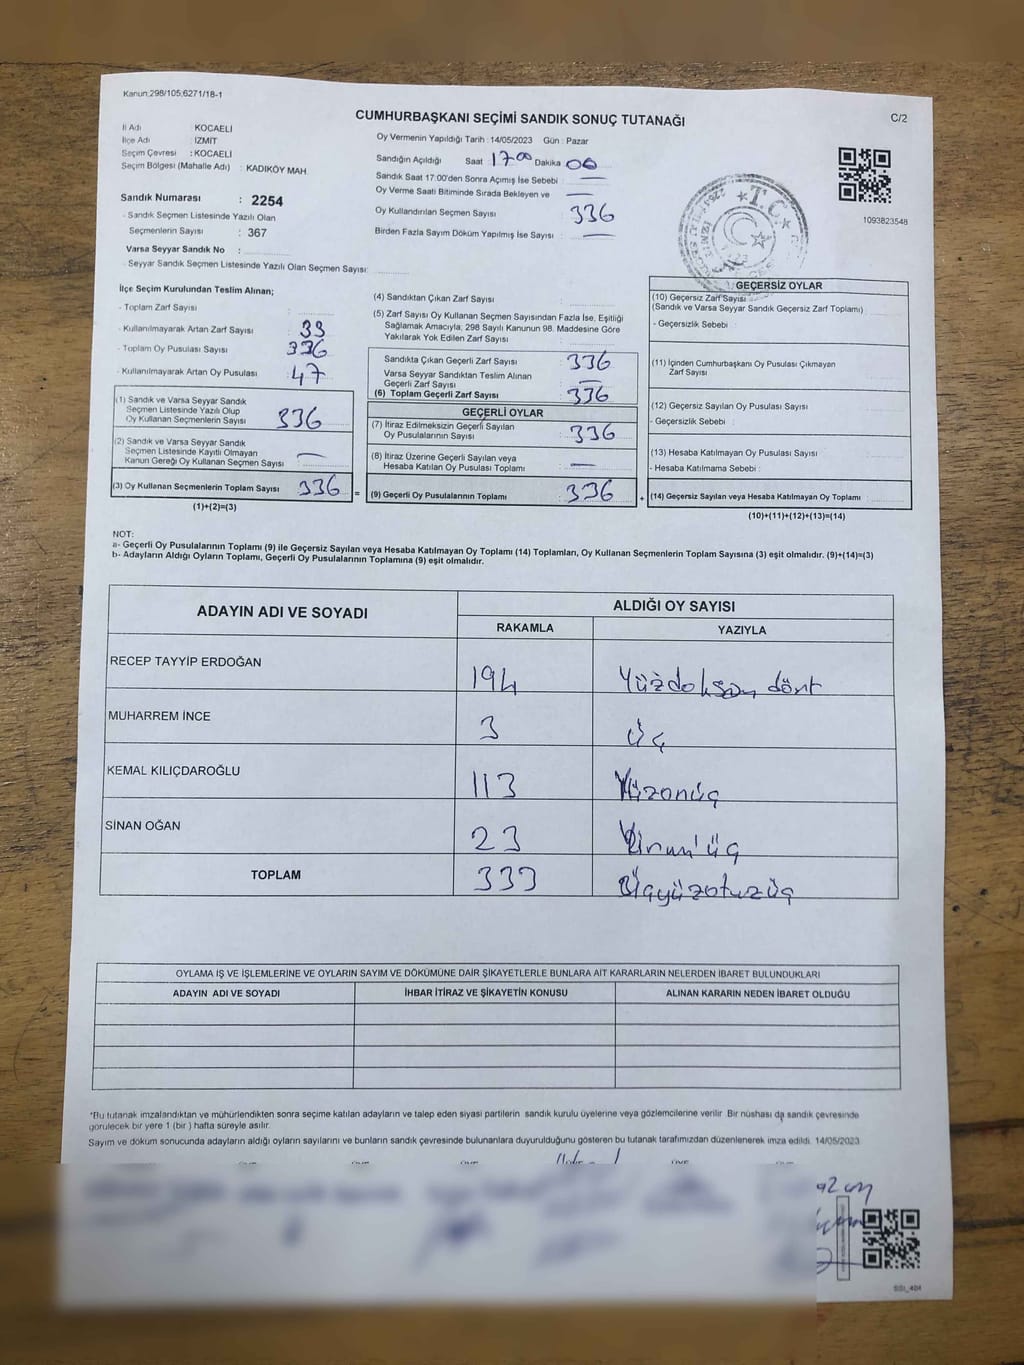 Kanun;298/105,6271/18-1
CUMHURBAŞKANI SEÇİMİ SANDIK SONUÇ TUTANAĞI
C/2
İl Adı : KOCAELİ
İlçe Adı : İZMİT
Seçim Çevresi : KOCAELİ
Seçim Bölgesi (Mahalle Adı) : KADIKÖY MAH.
Sandık Numarası : 2254
- Sandık Seçmen Listesinde Yazılı Olan
Seçmenlerin Sayısı : 367
Varsa Seyyar Sandık No :
- Seyyar Sandık Seçmen Listesinde Yazılı Olan Seçmen Sayısı:
Oy Vermenin Yapıldığı Tarih : 14/05/2023 Gün : Pazar
Sandığın Açıldığı Saat 17 00 Dakika 00
Sandık Saat 17:00'den Sonra Açılmış İse Sebebi : —
Oy Verme Saati Bitiminde Sırada Bekleyen ve —
Oy Kullandırılan Seçmen Sayısı 336
Birden Fazla Sayım Döküm Yapılmış İse Sayısı : —
T.C.
1093823548
İlçe Seçim Kurulundan Teslim Alınan;
- Toplam Zarf Sayısı :
- Kullanılmayarak Artan Zarf Sayısı : 33
- Toplam Oy Pusulası Sayısı : 336
- Kullanılmayarak Artan Oy Pusulası : 47
(1) Sandık ve Varsa Seyyar Sandık
Seçmen Listesinde Yazılı Olup
Oy Kullanan Seçmenlerin Sayısı : 336
(2) Sandık ve Varsa Seyyar Sandık
Seçmen Listesinde Kayıtlı Olmayan
Kanun Gereği Oy Kullanan Seçmen Sayısı : —
(3) Oy Kullanan Seçmenlerin Toplam Sayısı : 336
(1)+(2)=(3)
(4) Sandıktan Çıkan Zarf Sayısı :
(5) Zarf Sayısı Oy Kullanan Seçmen Sayısından Fazla İse, Eşitliği
Sağlamak Amacıyla, 298 Sayılı Kanunun 98. Maddesine Göre
Yakılarak Yok Edilen Zarf Sayısı :
Sandıkta Çıkan Geçerli Zarf Sayısı : 336
Varsa Seyyar Sandıktan Teslim Alınan
Geçerli Zarf Sayısı : —
(6) Toplam Geçerli Zarf Sayısı : 336
GEÇERLİ OYLAR
(7) İtiraz Edilmeksizin Geçerli Sayılan
Oy Pusulalarının Sayısı : 336
(8) İtiraz Üzerine Geçerli Sayılan veya
Hesaba Katılan Oy Pusulası Toplamı : —
= (9) Geçerli Oy Pusulalarının Toplamı : 336
GEÇERSİZ OYLAR
(10) Geçersiz Zarf Sayısı :
(Sandık ve Varsa Seyyar Sandık Geçersiz Zarf Toplamı)
- Geçersizlik Sebebi :
(11) İçinden Cumhurbaşkanı Oy Pusulası Çıkmayan
Zarf Sayısı :
(12) Geçersiz Sayılan Oy Pusulası Sayısı :
- Geçersizlik Sebebi :
(13) Hesaba Katılmayan Oy Pusulası Sayısı :
- Hesaba Katılmama Sebebi :
+ (14) Geçersiz Sayılan veya Hesaba Katılmayan Oy Toplamı :
(10)+(11)+(12)+(13)=(14)
NOT:
a- Geçerli Oy Pusulalarının Toplamı (9) ile Geçersiz Sayılan veya Hesaba Katılmayan Oy Toplamı (14) Toplamları, Oy Kullanan Seçmenlerin Toplam Sayısına (3) eşit olmalıdır. (9)+(14)=(3)
b- Adayların Aldığı Oyların Toplamı, Geçerli Oy Pusulalarının Toplamına (9) eşit olmalıdır.
ADAYIN ADI VE SOYADI
ALDIĞI OY SAYISI
RAKAMLA YAZIYLA
RECEP TAYYİP ERDOĞAN 194 Yüzdoksan dört
MUHARREM İNCE 3 Üç
KEMAL KILIÇDAROĞLU 113 Yüzonüç
SİNAN OĞAN 23 Yirmi üç
TOPLAM 333 Üçyüzotuzüç
OYLAMA İŞ VE İŞLEMLERİNE VE OYLARIN SAYIM VE DÖKÜMÜNE DAİR ŞİKAYETLERLE BUNLARA AİT KARARLARIN NELERDEN İBARET BULUNDUKLARI
ADAYIN ADI VE SOYADI İHBAR İTİRAZ VE ŞİKAYETİN KONUSU ALINAN KARARIN NEDEN İBARET OLDUĞU
*Bu tutanak imzalandıktan ve mühürlendikten sonra seçime katılan adayların ve talep eden siyasi partilerin sandık kurulu üyelerine veya gözlemcilerine verilir. Bir nüshası da sandık çevresinde
görülecek bir yere 1 (bir ) hafta süreyle asılır.
Sayım ve döküm sonucunda adayların aldığı oyların sayılarını ve bunların sandık çevresinde bulunanlara duyurulduğunu gösteren bu tutanak tarafımızdan düzenlenerek imza edildi. 14/05/2023